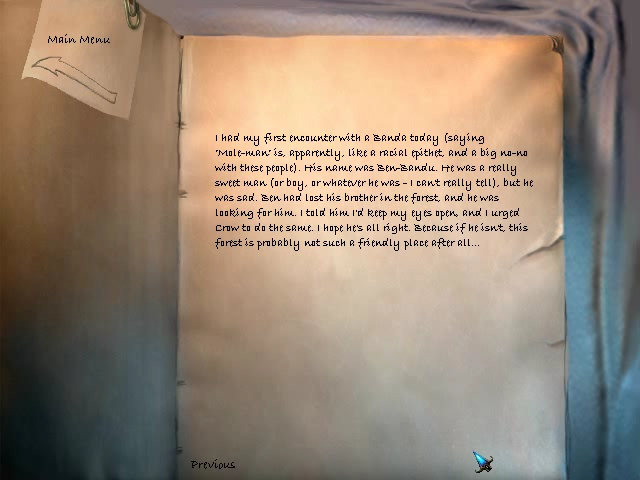 Main Menu
I had my first encounter with a Banda today (saying
"Mole-man" is, apparently, like a racial epithet, and a big no-no
with these people). His name was Ben-Bandu. He was a really
sweet man (or boy, or whatever he was - I can't really tell), but he
was sad. Ben had lost his brother in the forest, and he was
looking for him. I told him I'd keep my eyes open, and I urged
Crow to do the same. I hope he's all right. Because if he isn't, this
forest is probably not such a friendly place after all...
Previous